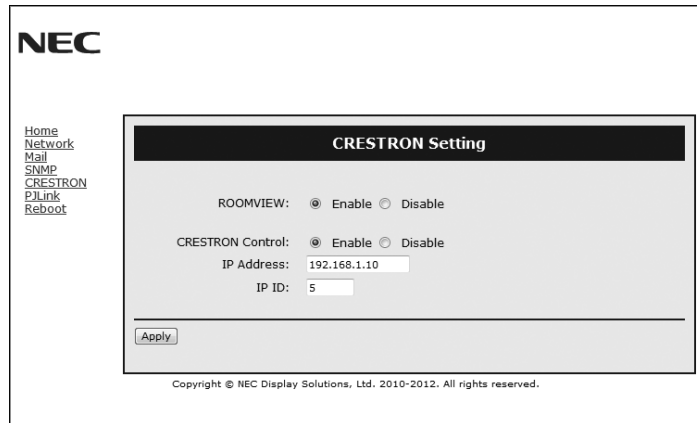 NEC
Home
Network
Mail
SNMP
CRESTRON
PJLink
Reboot
CRESTRON Setting
ROOMVIEW: Enable Disable
CRESTRON Control: Enable Disable
IP Address: 192.168.1.10
IP ID: 5
Apply
Copyright © NEC Display Solutions, Ltd. 2010-2012. All rights reserved.